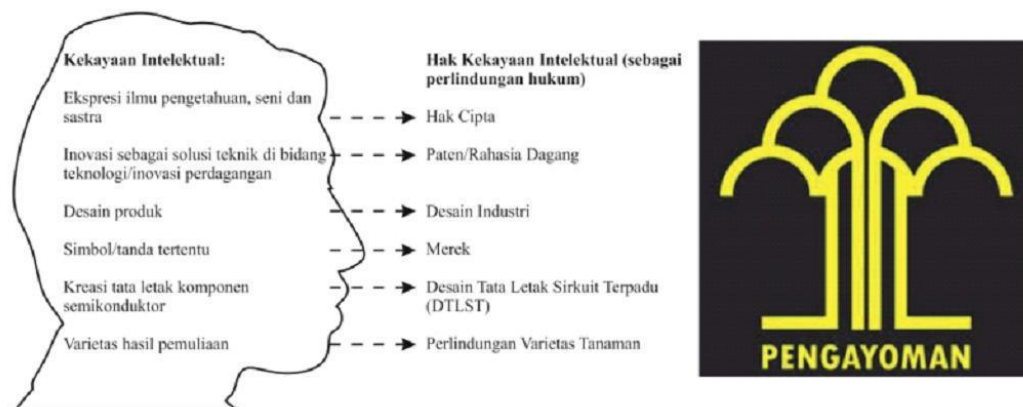 Kekayaan Intelektual:
Ekspresi ilmu pengetahuan, seni dan
sastra
Inovasi sebagai solusi teknik di bidang
teknologi/inovasi perdagangan
Desain produk
Simbol/tanda tertentu
Kreasi tata letak komponen
semikonduktor
Varietas hasil pemuliaan
Hak Kekayaan Intelektual (sebagai
perlindungan hukum)
Hak Cipta
Paten/Rahasia Dagang
Desain Industri
Merek
Desain Tata Letak Sirkuit Terpadu
(DTLST)
Perlindungan Varietas Tanaman
PENGAYOMAN